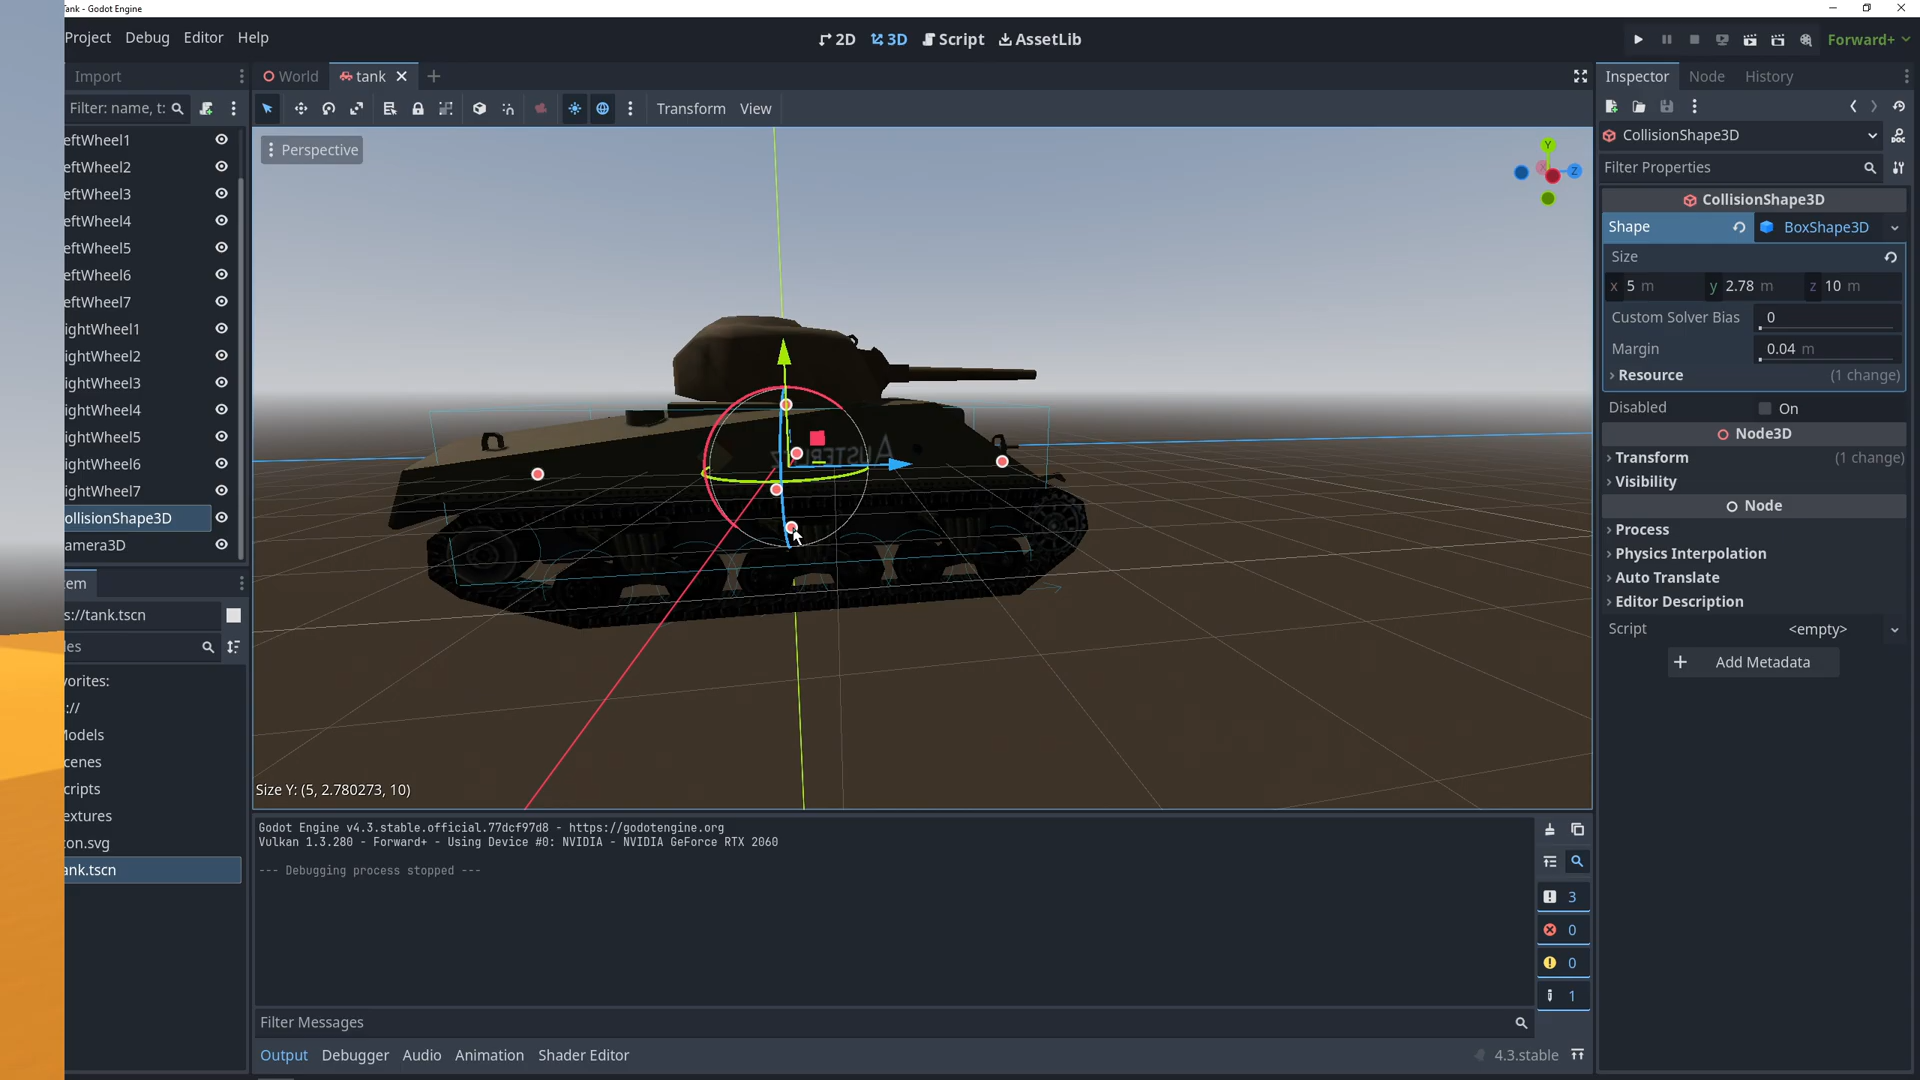 Tank - Godot Engine
Project Debug Editor Help
2D 3D Script AssetLib
Forward+
Import
World tank
Inspector Node History
Filter: name, t:
Transform View
eftWheel1
eftWheel2
eftWheel3
eftWheel4
eftWheel5
eftWheel6
eftWheel7
ightWheel1
ightWheel2
ightWheel3
ightWheel4
ightWheel5
ightWheel6
ightWheel7
ollisionShape3D
amera3D
tem
s://tank.tscn
les
vorites:
://
Models
cenes
cripts
extures
con.svg
ank.tscn
Perspective
Y
Z
Size Y: (5, 2.780273, 10)
CollisionShape3D
Filter Properties
CollisionShape3D
Shape BoxShape3D
Size
x 5 m y 2.78 m z 10 m
Custom Solver Bias 0
Margin 0.04 m
Resource (1 change)
Disabled On
Node3D
Transform (1 change)
Visibility
Node
Process
Physics Interpolation
Auto Translate
Editor Description
Script <empty>
Add Metadata
Godot Engine v4.3.stable.official.77dcf97d8 - https://godotengine.org
Vulkan 1.3.280 - Forward+ - Using Device #0: NVIDIA - NVIDIA GeForce RTX 2060
--- Debugging process stopped ---
3
0
0
1
Filter Messages
Output Debugger Audio Animation Shader Editor
4.3.stable